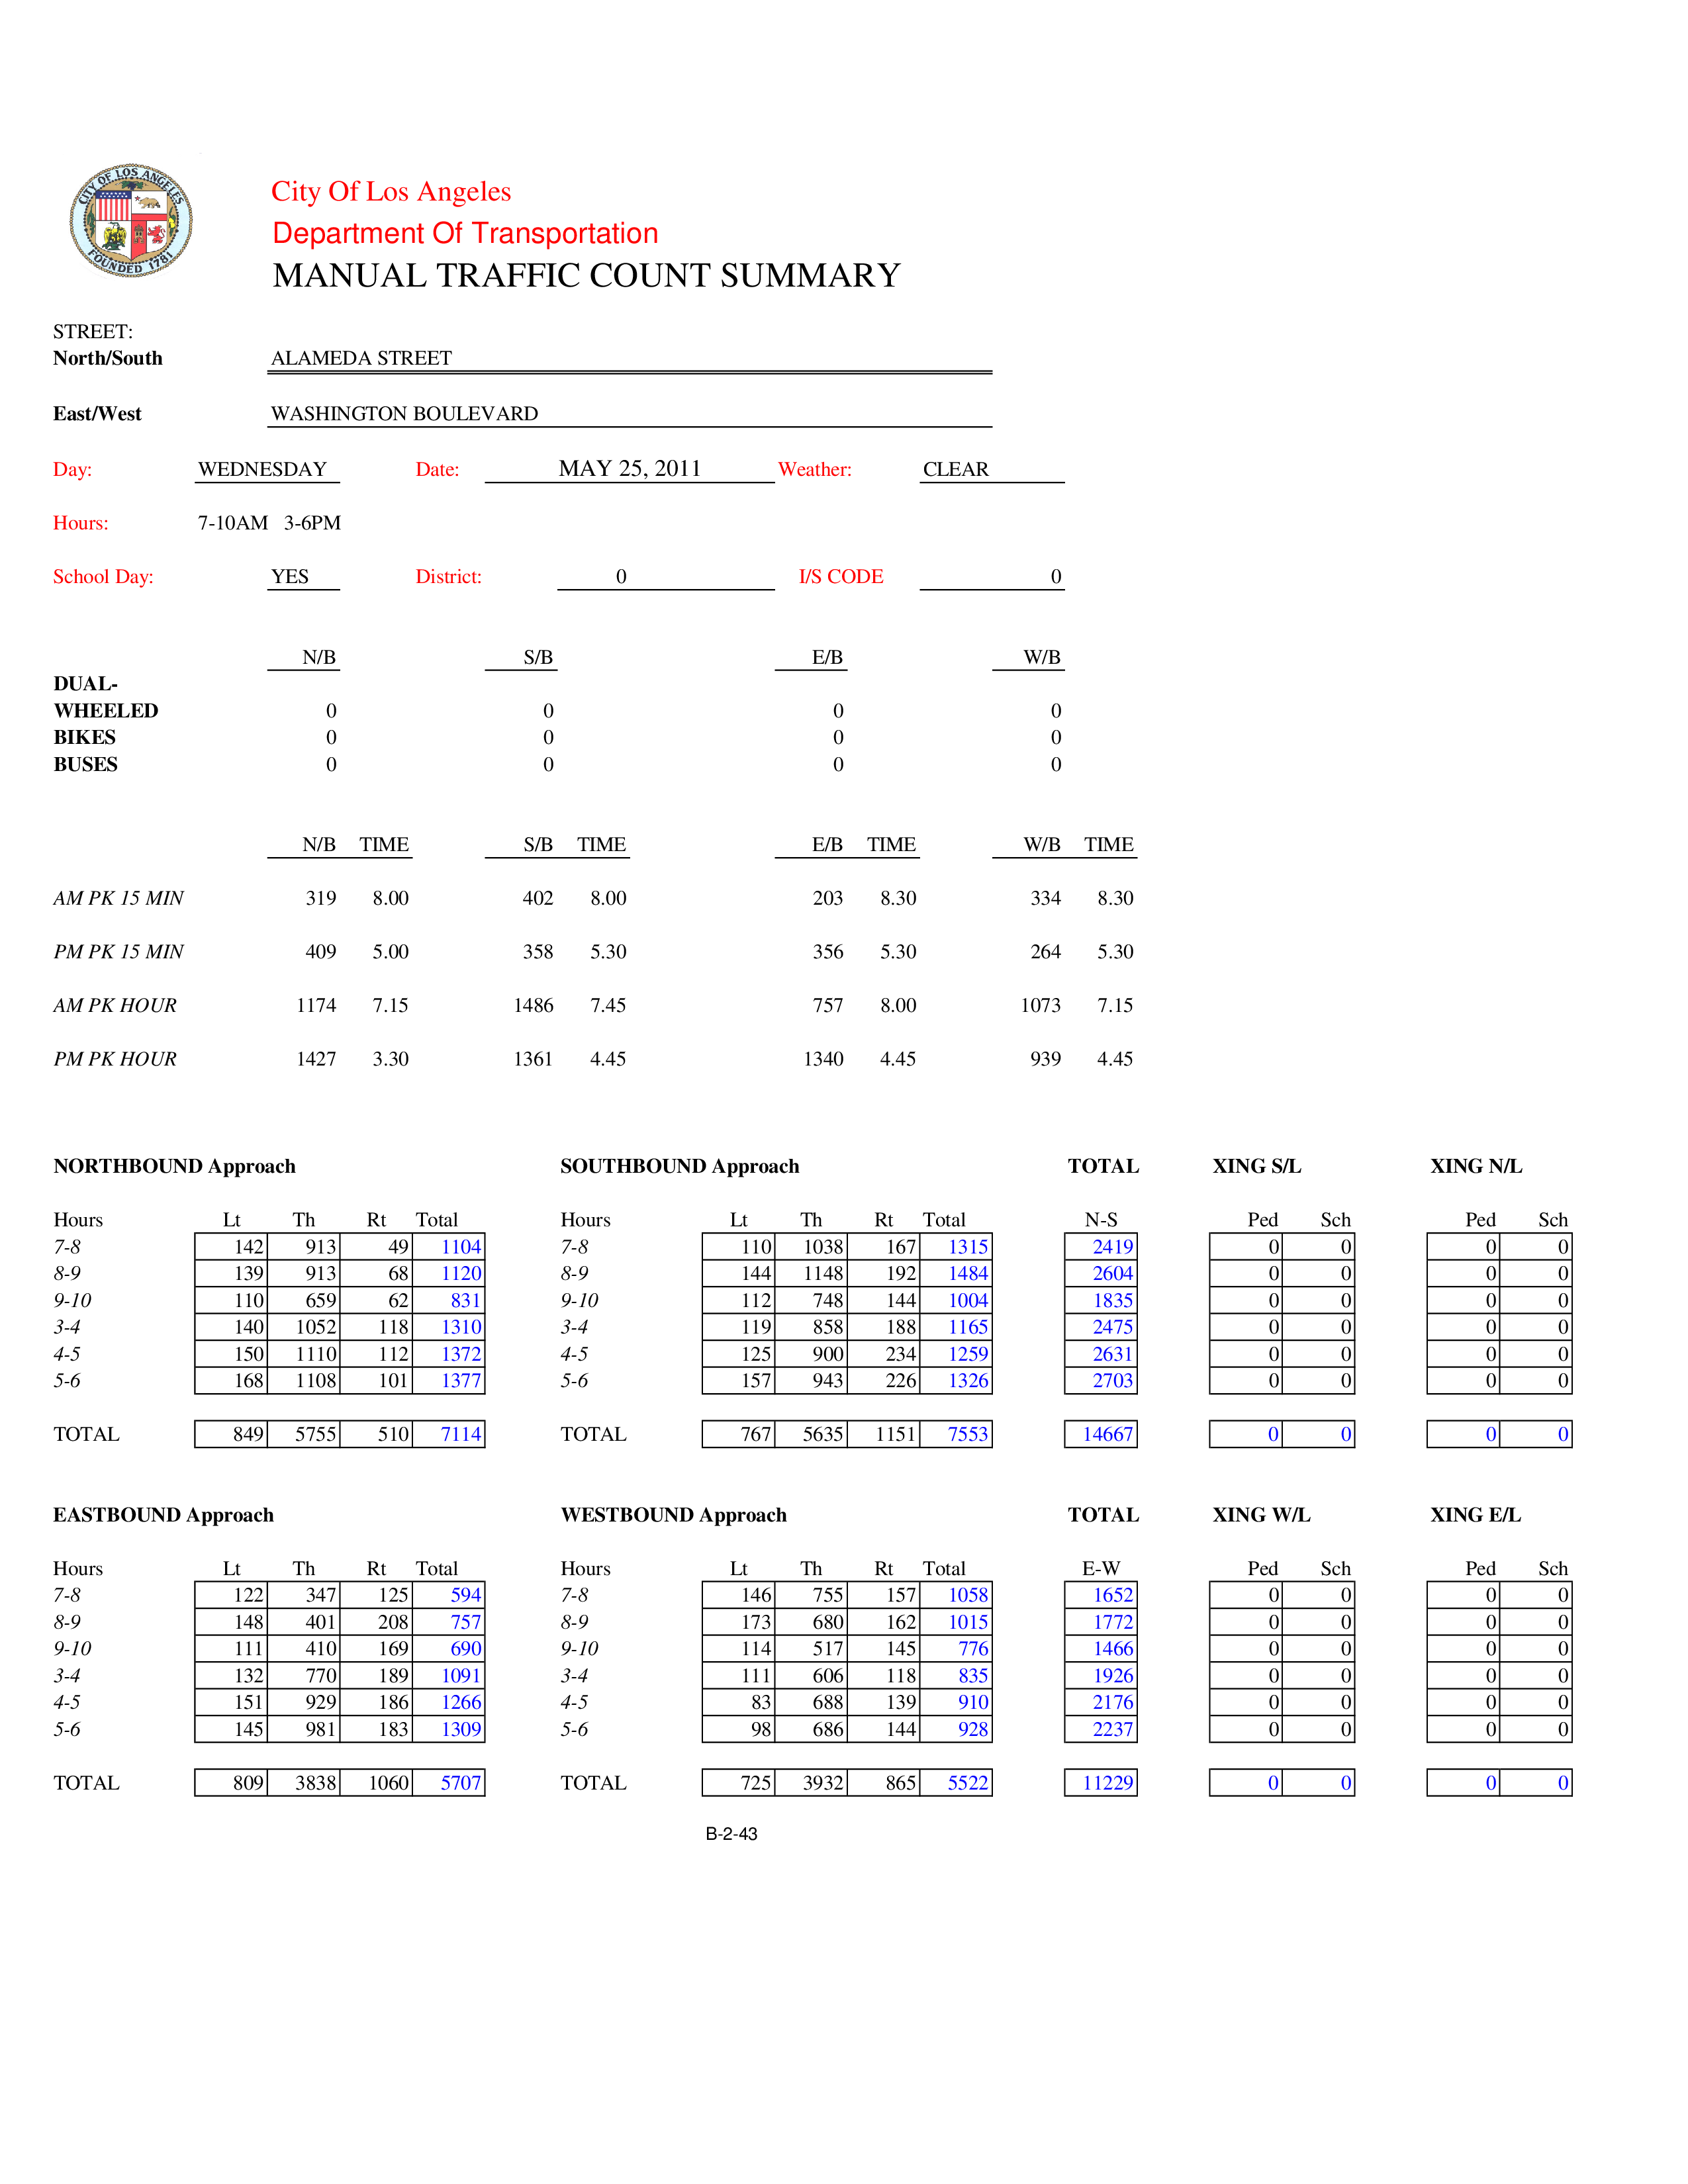 CITY OF LOS ANGELES
FOUNDED 1781
City Of Los Angeles
Department Of Transportation
MANUAL TRAFFIC COUNT SUMMARY
STREET:
North/South ALAMEDA STREET
East/West WASHINGTON BOULEVARD
Day: WEDNESDAY Date: MAY 25, 2011 Weather: CLEAR
Hours: 7-10AM 3-6PM
School Day: YES District: 0 I/S CODE 0
N/B S/B E/B W/B
DUAL-
WHEELED 0 0 0 0
BIKES 0 0 0 0
BUSES 0 0 0 0
N/B TIME S/B TIME E/B TIME W/B TIME
AM PK 15 MIN 319 8.00 402 8.00 203 8.30 334 8.30
PM PK 15 MIN 409 5.00 358 5.30 356 5.30 264 5.30
AM PK HOUR 1174 7.15 1486 7.45 757 8.00 1073 7.15
PM PK HOUR 1427 3.30 1361 4.45 1340 4.45 939 4.45
NORTHBOUND Approach SOUTHBOUND Approach TOTAL XING S/L XING N/L
Hours Lt Th Rt Total Hours Lt Th Rt Total N-S Ped Sch Ped Sch
7-8 142 913 49 1104 7-8 110 1038 167 1315 2419 0 0 0 0
8-9 139 913 68 1120 8-9 144 1148 192 1484 2604 0 0 0 0
9-10 110 659 62 831 9-10 112 748 144 1004 1835 0 0 0 0
3-4 140 1052 118 1310 3-4 119 858 188 1165 2475 0 0 0 0
4-5 150 1110 112 1372 4-5 125 900 234 1259 2631 0 0 0 0
5-6 168 1108 101 1377 5-6 157 943 226 1326 2703 0 0 0 0
TOTAL 849 5755 510 7114 TOTAL 767 5635 1151 7553 14667 0 0 0 0
EASTBOUND Approach WESTBOUND Approach TOTAL XING W/L XING E/L
Hours Lt Th Rt Total Hours Lt Th Rt Total E-W Ped Sch Ped Sch
7-8 122 347 125 594 7-8 146 755 157 1058 1652 0 0 0 0
8-9 148 401 208 757 8-9 173 680 162 1015 1772 0 0 0 0
9-10 111 410 169 690 9-10 114 517 145 776 1466 0 0 0 0
3-4 132 770 189 1091 3-4 111 606 118 835 1926 0 0 0 0
4-5 151 929 186 1266 4-5 83 688 139 910 2176 0 0 0 0
5-6 145 981 183 1309 5-6 98 686 144 928 2237 0 0 0 0
TOTAL 809 3838 1060 5707 TOTAL 725 3932 865 5522 11229 0 0 0 0
B-2-43